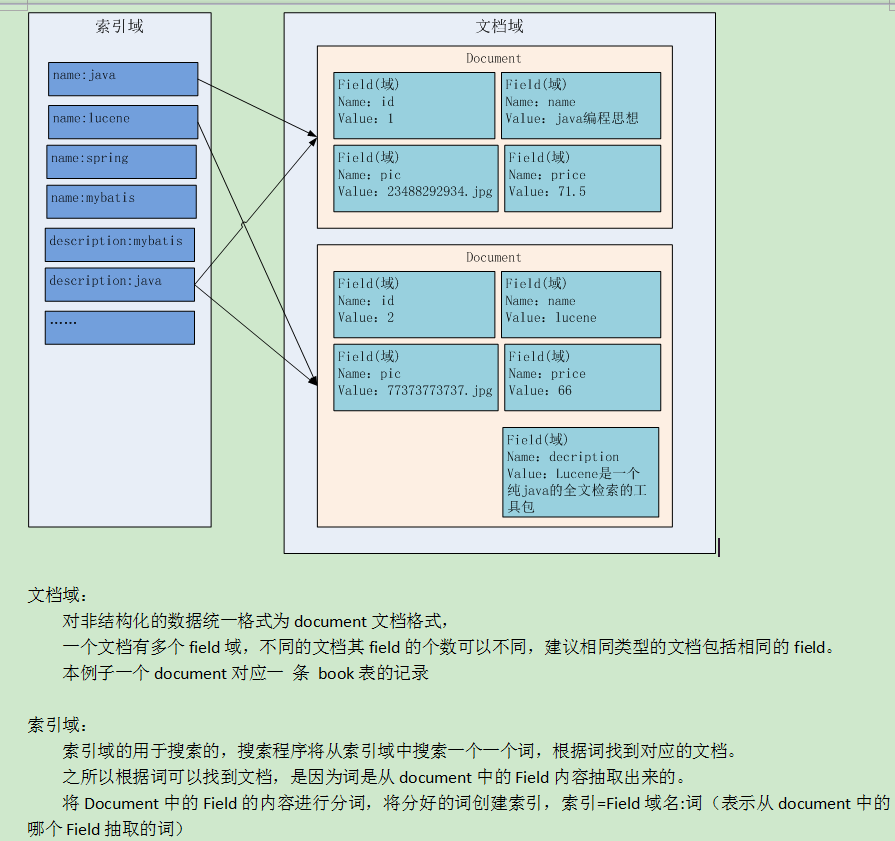 索引域
name:java
name:lucene
name:spring
name:mybatis
description:mybatis
description:java
……
文档域
Document
Field(域)
Name: id
Value: 1
Field(域)
Name: name
Value: java编程思想
Field(域)
Name: pic
Value: 23488292934.jpg
Field(域)
Name: price
Value: 71.5
Document
Field(域)
Name: id
Value: 2
Field(域)
Name: name
Value: lucene
Field(域)
Name: pic
Value: 77373773737.jpg
Field(域)
Name: price
Value: 66
Field(域)
Name: decription
Value: Lucene是一个
纯java的全文检索的工
具包
文档域：
对非结构化的数据统一格式为 document 文档格式，
一个文档有多个 field 域，不同的文档其 field 的个数可以不同，建议相同类型的文档包括相同的 field。
本例子一个 document 对应一 条 book 表的记录
索引域：
索引域的用于搜索的，搜索程序将从索引域中搜索一个一个词，根据词找到对应的文档。
之所以根据词可以找到文档，是因为词是从 document 中的 Field 内容抽取出来的。
将 Document 中的 Field 的内容进行分词，将分好的词创建索引，索引=Field 域名:词（表示从 document 中的
哪个 Field 抽取的词）